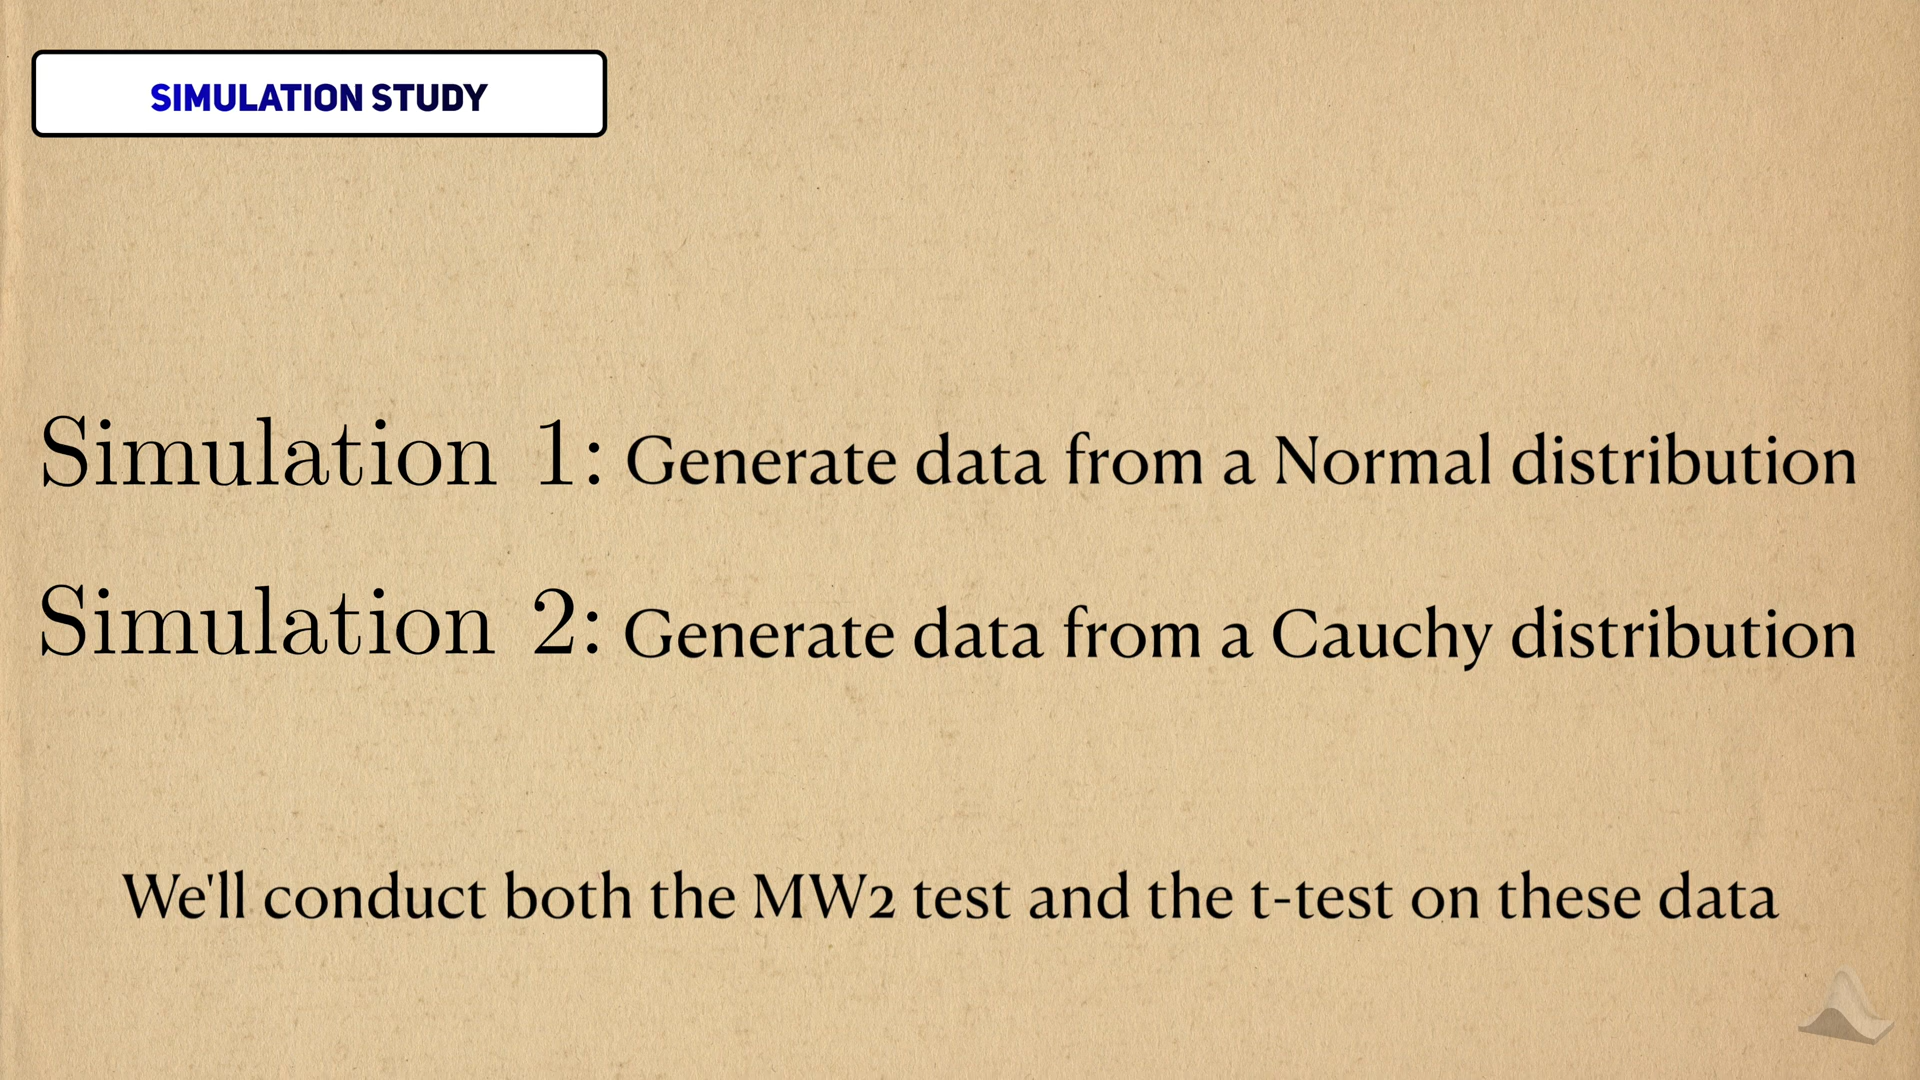 SIMULATION STUDY
Simulation 1: Generate data from a Normal distribution
Simulation 2: Generate data from a Cauchy distribution
We'll conduct both the MW2 test and the t-test on these data